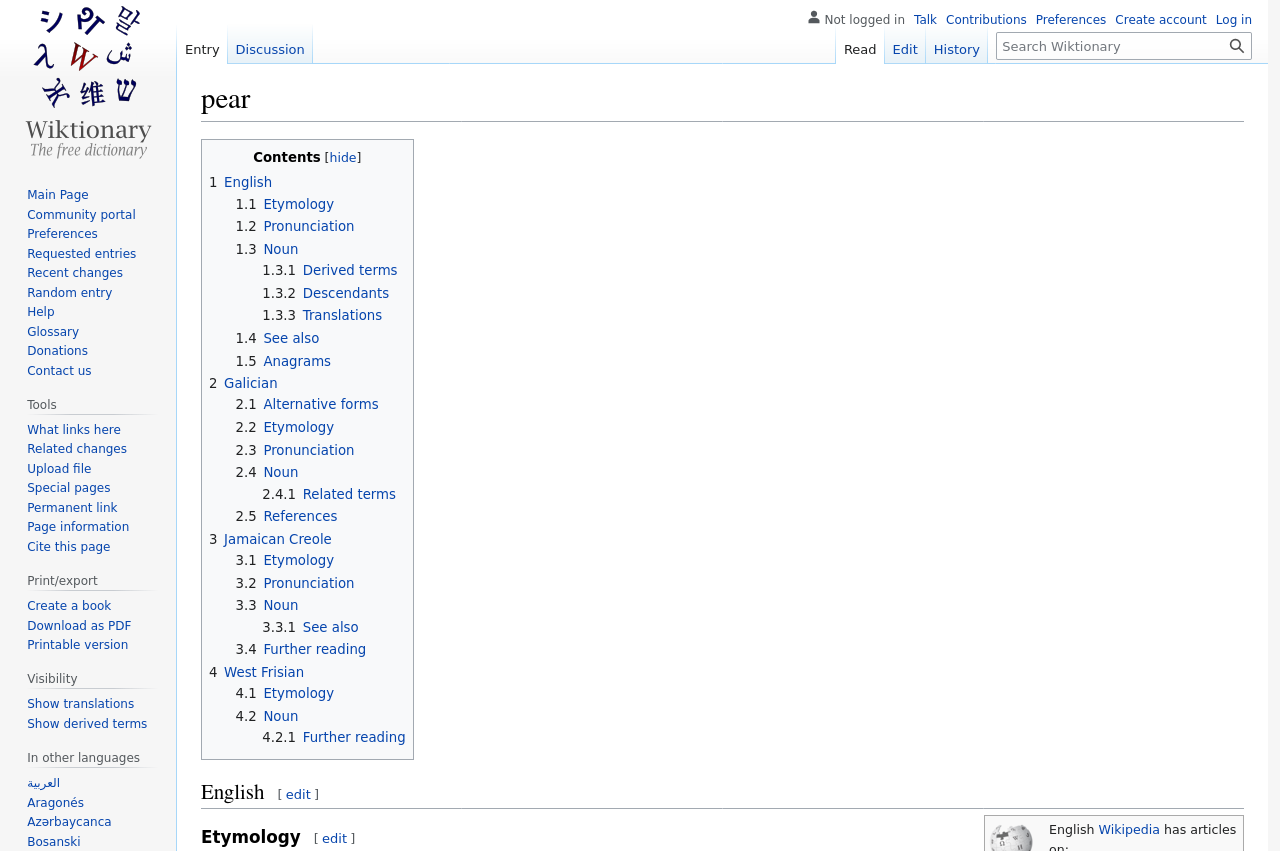 Not logged in Talk Contributions Preferences Create account Log in
Entry Discussion Read Edit History Search Wiktionary
Wiktionary
The free dictionary
Main Page
Community portal
Preferences
Requested entries
Recent changes
Random entry
Help
Glossary
Donations
Contact us
Tools
What links here
Related changes
Upload file
Special pages
Permanent link
Page information
Cite this page
Print/export
Create a book
Download as PDF
Printable version
Visibility
Show translations
Show derived terms
In other languages
العربية
Aragonés
Azərbaycanca
Bosanski
pear
Contents [hide]
1 English
1.1 Etymology
1.2 Pronunciation
1.3 Noun
1.3.1 Derived terms
1.3.2 Descendants
1.3.3 Translations
1.4 See also
1.5 Anagrams
2 Galician
2.1 Alternative forms
2.2 Etymology
2.3 Pronunciation
2.4 Noun
2.4.1 Related terms
2.5 References
3 Jamaican Creole
3.1 Etymology
3.2 Pronunciation
3.3 Noun
3.3.1 See also
3.4 Further reading
4 West Frisian
4.1 Etymology
4.2 Noun
4.2.1 Further reading
English [ edit ]
Etymology [ edit ]
English Wikipedia has articles
on: